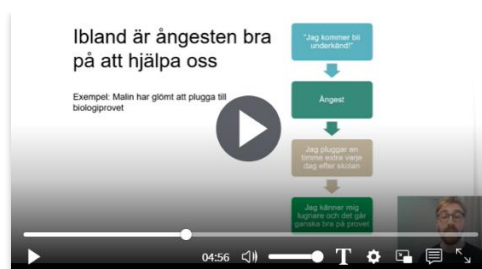 Ibland är ångesten bra
på att hjälpa oss
Exempel: Malin har glömt att plugga till
biologiprovet
"Jag kommer bli
underkänd!"
Ångest
Jag pluggar en
timme extra varje
dag efter skolan
Jag känner mig
lugnare och det går
ganska bra på provet
04:56
T